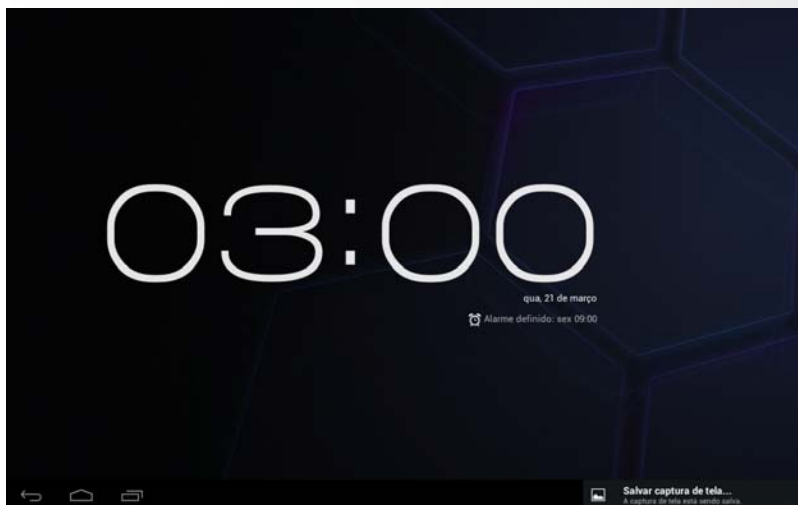 03:00
qua, 21 de março
Alarme definido: sex 09:00
Salvar captura de tela...
A captura de tela está sendo salva.